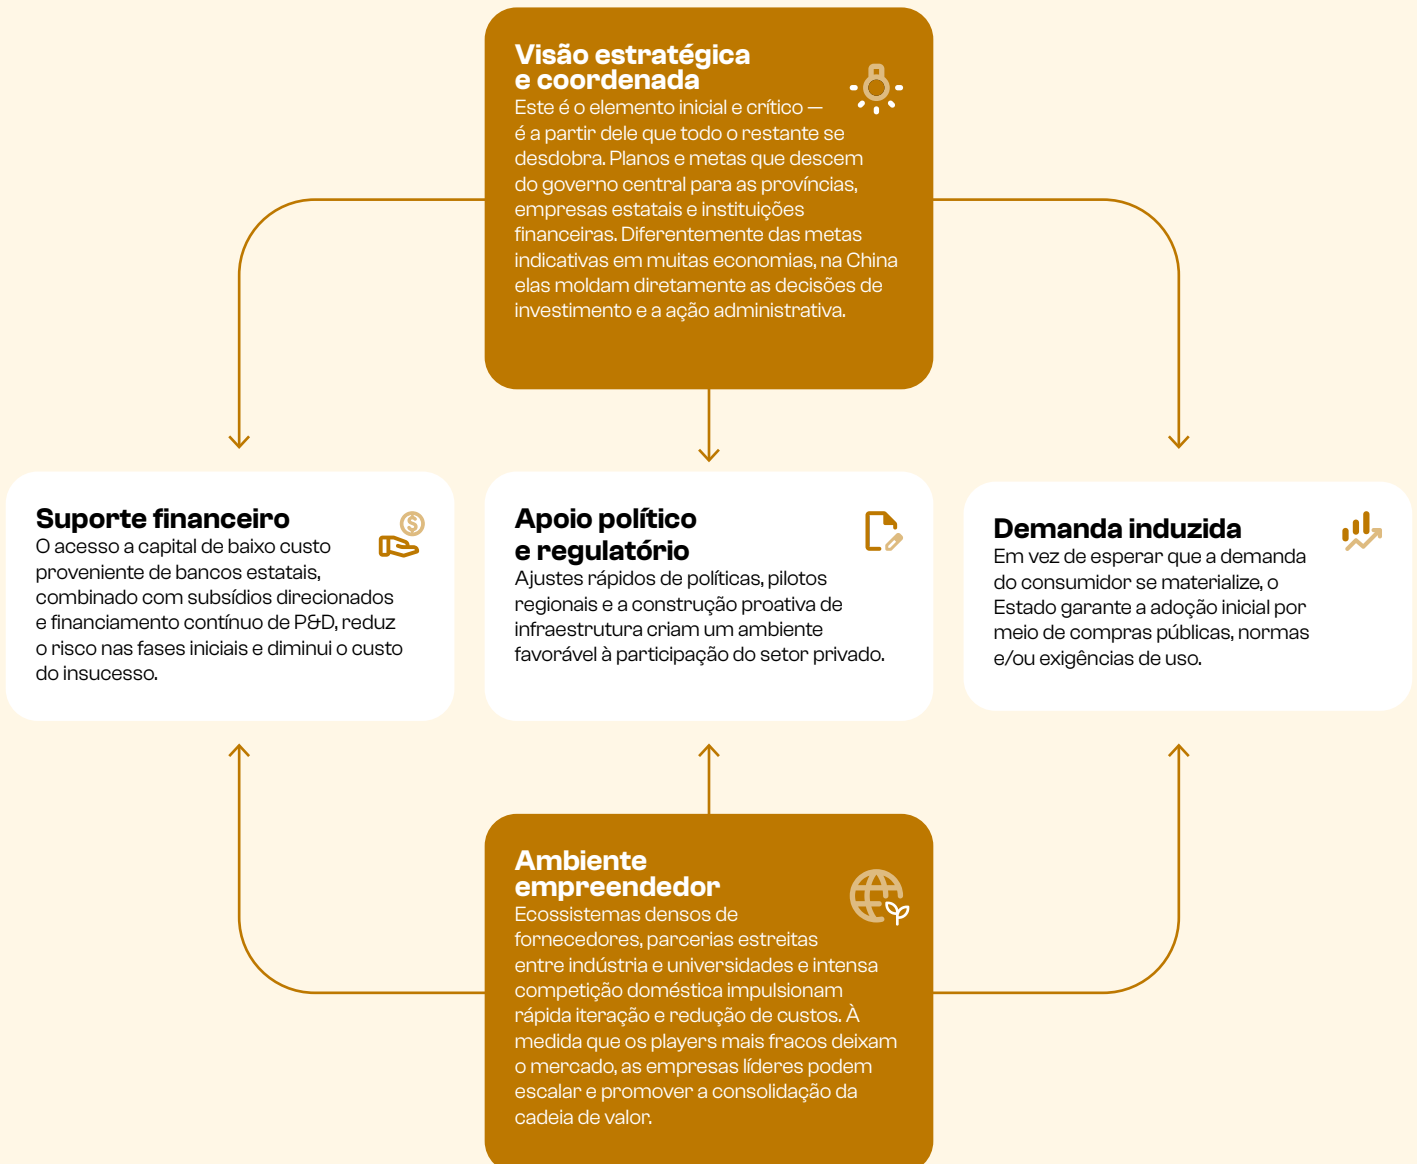 Visão estratégica
e coordenada
Este é o elemento inicial e crítico —
é a partir dele que todo o restante se
desdobra. Planos e metas que descem
do governo central para as províncias,
empresas estatais e instituições
financeiras. Diferentemente das metas
indicativas em muitas economias, na China
elas moldam diretamente as decisões de
investimento e a ação administrativa.
Suporte financeiro
O acesso a capital de baixo custo
proveniente de bancos estatais,
combinado com subsídios direcionados
e financiamento contínuo de P&D, reduz
o risco nas fases iniciais e diminui o custo
do insucesso.
Apoio político
e regulatório
Ajustes rápidos de políticas, pilotos
regionais e a construção proativa de
infraestrutura criam um ambiente
favorável à participação do setor privado.
Demanda induzida
Em vez de esperar que a demanda
do consumidor se materialize, o
Estado garante a adoção inicial por
meio de compras públicas, normas
e/ou exigências de uso.
Ambiente
empreendedor
Ecossistemas densos de
fornecedores, parcerias estreitas
entre indústria e universidades e intensa
competição doméstica impulsionam
rápida iteração e redução de custos. À
medida que os players mais fracos deixam
o mercado, as empresas líderes podem
escalar e promover a consolidação da
cadeia de valor.